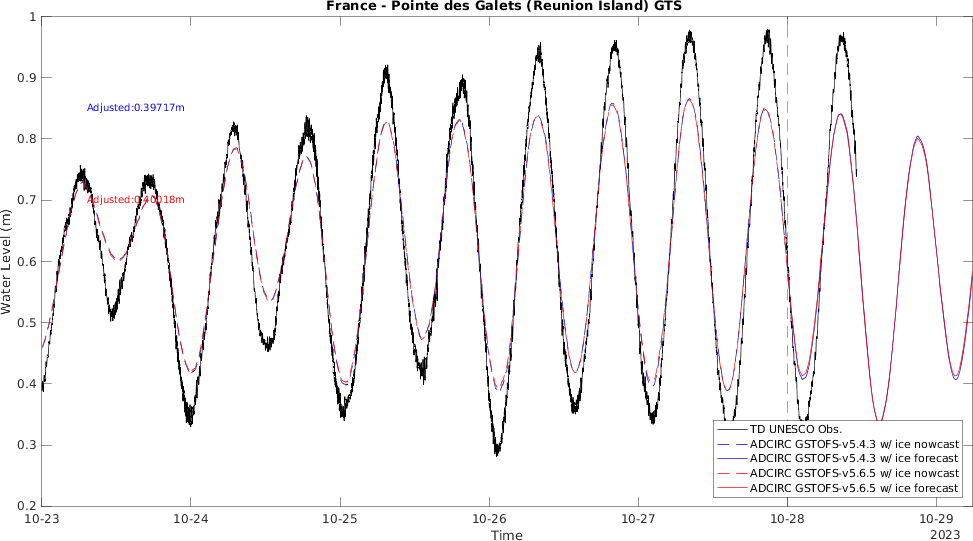 France - Pointe des Galets (Reunion Island) GTS
1
0.9
0.8
0.7
0.6
0.5
0.4
0.3
0.2
Water Level (m)
Adjusted:0.39717m
Adjusted:0.40018m
TD UNESCO Obs.
ADCIRC GSTOFS-v5.4.3 w/ ice nowcast
ADCIRC GSTOFS-v5.4.3 w/ ice forecast
ADCIRC GSTOFS-v5.6.5 w/ ice nowcast
ADCIRC GSTOFS-v5.6.5 w/ ice forecast
10-23 10-24 10-25 10-26 10-27 10-28 10-29
Time
2023